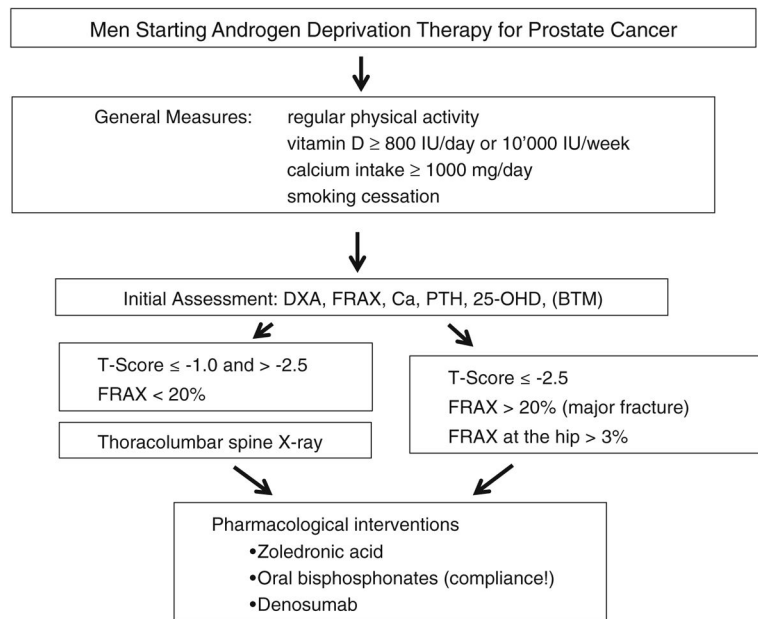 Men Starting Androgen Deprivation Therapy for Prostate Cancer
General Measures: regular physical activity
vitamin D ≥ 800 IU/day or 10’000 IU/week
calcium intake ≥ 1000 mg/day
smoking cessation
Initial Assessment: DXA, FRAX, Ca, PTH, 25-OHD, (BTM)
T-Score ≤ -1.0 and > -2.5
FRAX < 20%
Thoracolumbar spine X-ray
T-Score ≤ -2.5
FRAX > 20% (major fracture)
FRAX at the hip > 3%
Pharmacological interventions
•Zoledronic acid
•Oral bisphosphonates (compliance!)
•Denosumab